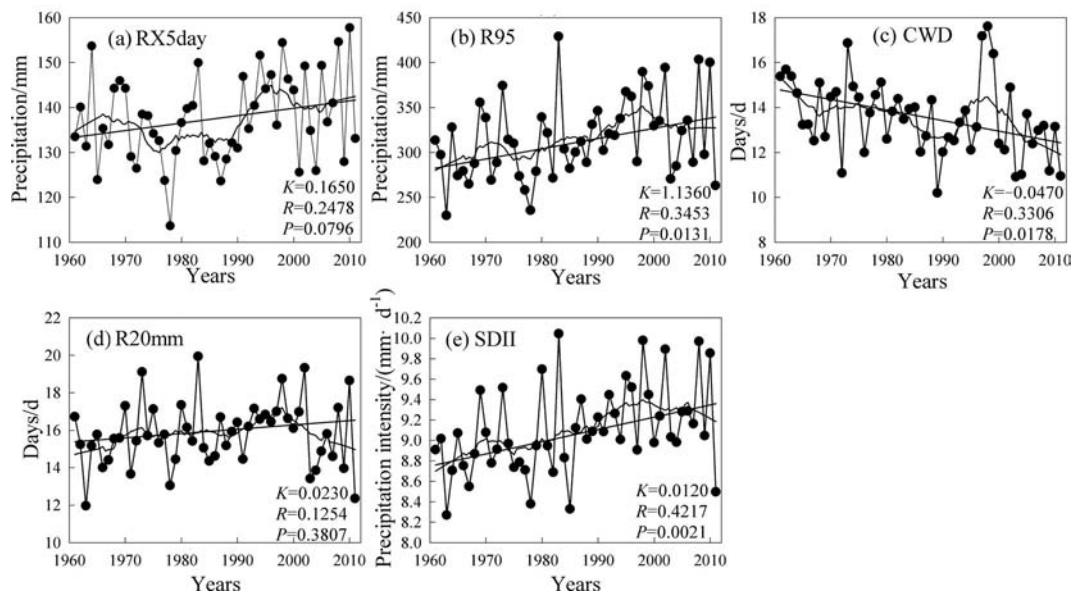 (a) RX5day
Precipitation/mm
160
150
140
130
120
110
K=0.1650
R=0.2478
P=0.0796
1960 1970 1980 1990 2000 2010
Years
(b) R95
Precipitation/mm
450
400
350
300
250
200
K=1.1360
R=0.3453
P=0.0131
1960 1970 1980 1990 2000 2010
Years
(c) CWD
Days/d
18
16
14
12
10
8
K=−0.0470
R=0.3306
P=0.0178
1960 1970 1980 1990 2000 2010
Years
(d) R20mm
Days/d
22
20
18
16
14
12
10
K=0.0230
R=0.1254
P=0.3807
1960 1970 1980 1990 2000 2010
Years
(e) SDII
Precipitation intensity/(mm· d⁻¹)
10.2
10.0
9.8
9.6
9.4
9.2
9.0
8.8
8.6
8.4
8.2
8.0
K=0.0120
R=0.4217
P=0.0021
1960 1970 1980 1990 2000 2010
Years